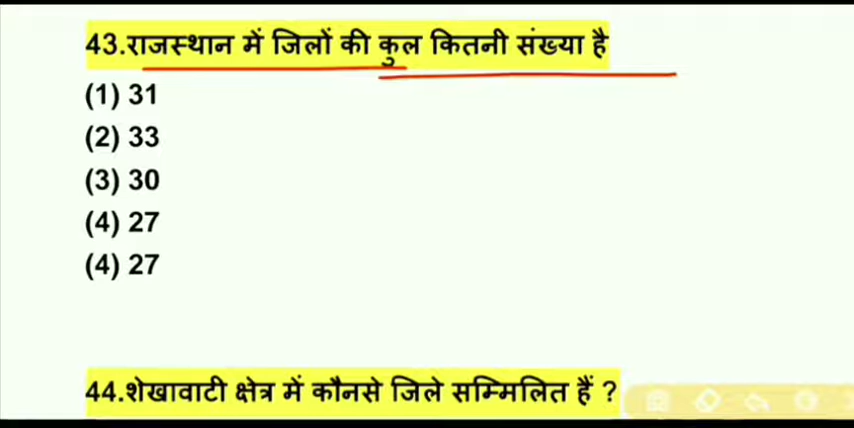 43.राजस्थान में जिलों की कुल कितनी संख्या है
(1) 31
(2) 33
(3) 30
(4) 27
(4) 27
44.शेखावाटी क्षेत्र में कौनसे जिले सम्मिलित हैं ?